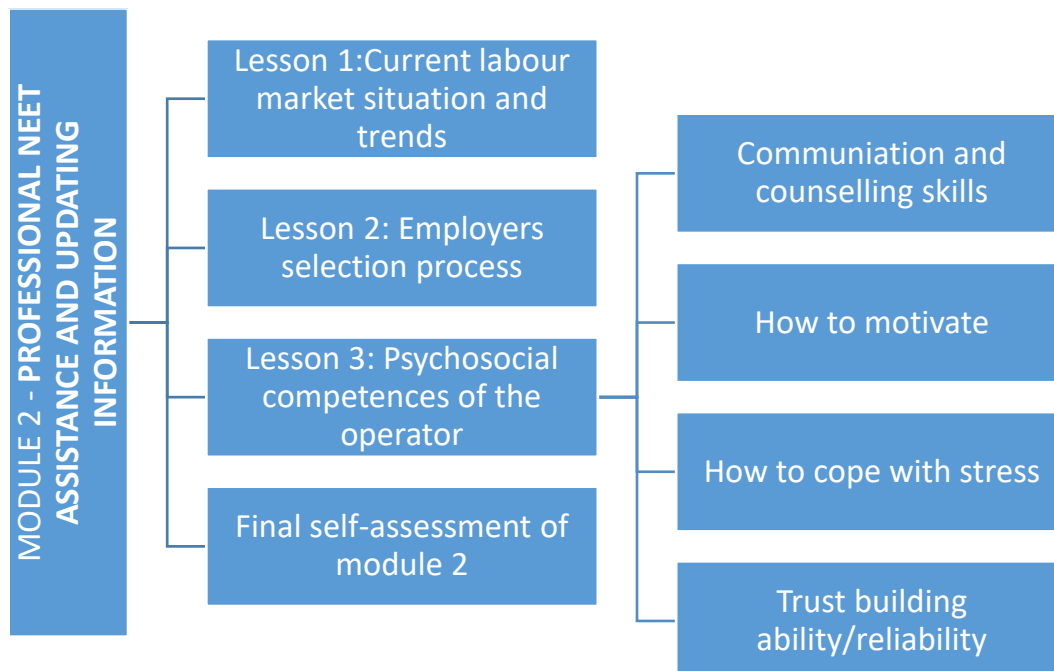 MODULE 2 - PROFESSIONAL NEET
ASSISTANCE AND UPDATING
INFORMATION
Lesson 1:Current labour
market situation and
trends
Lesson 2: Employers
selection process
Lesson 3: Psychosocial
competences of the
operator
Final self-assessment of
module 2
Communiation and
counselling skills
How to motivate
How to cope with stress
Trust building
ability/reliability